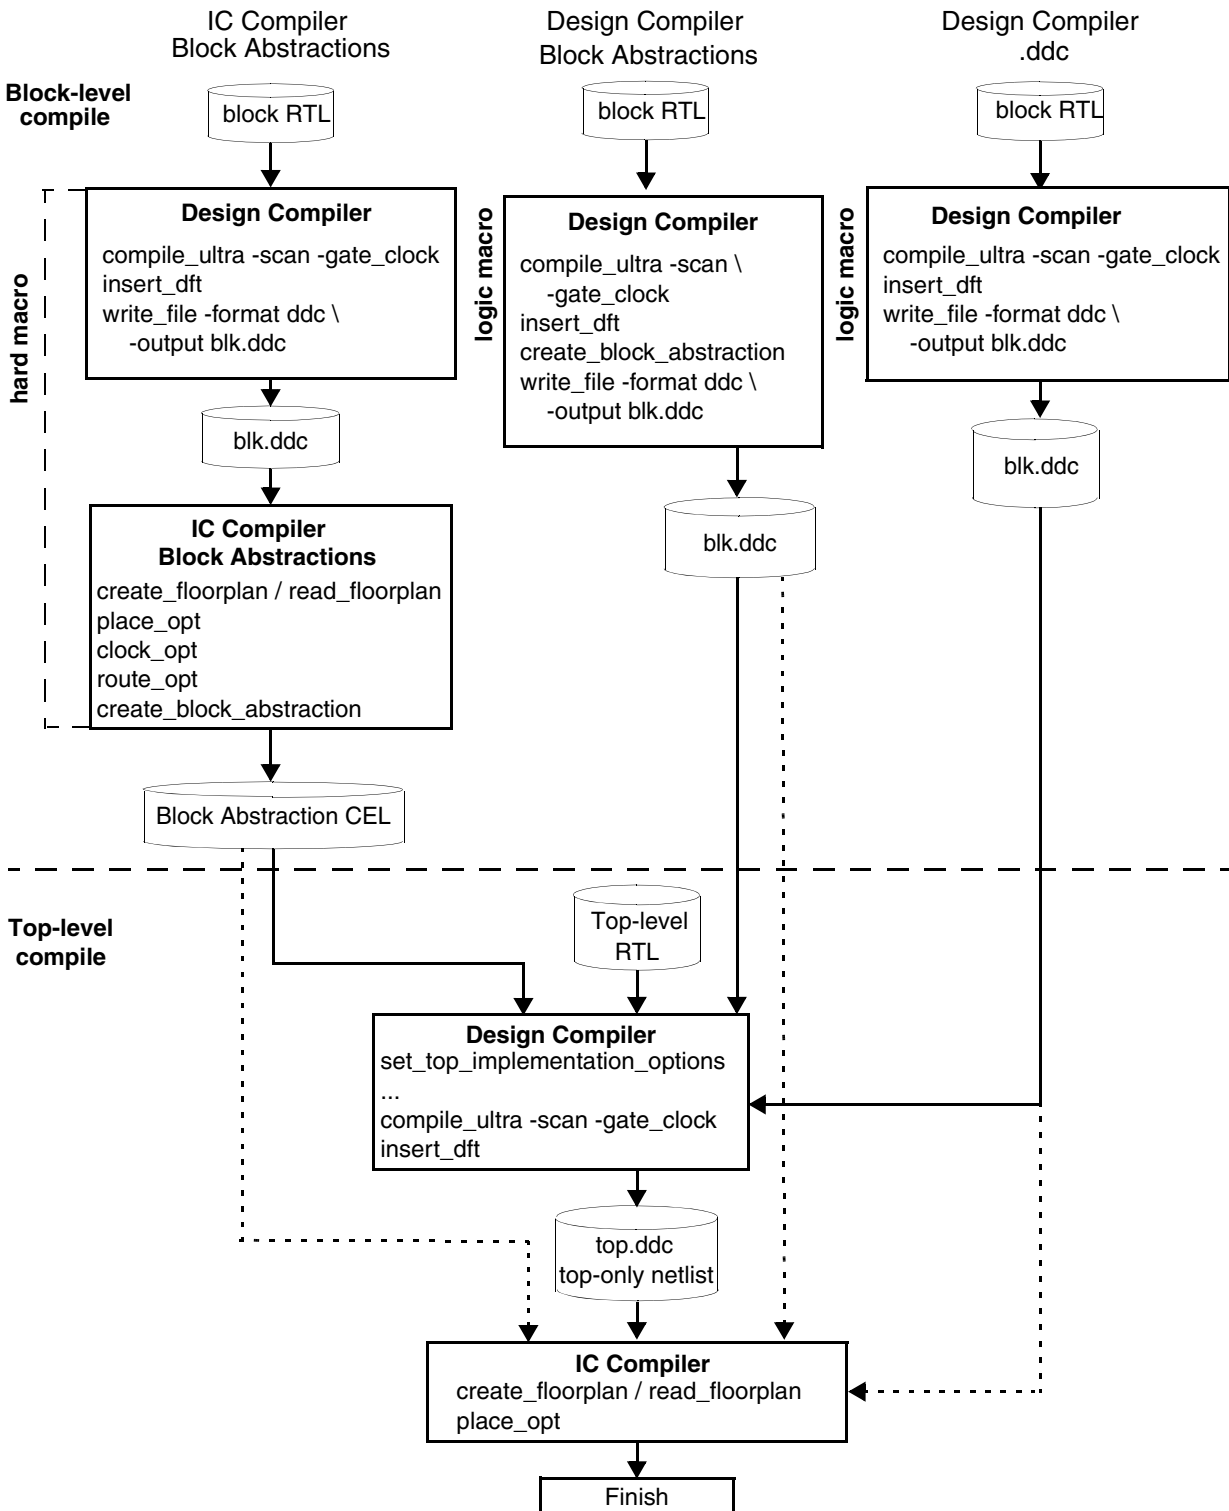 IC Compiler
Block Abstractions
Design Compiler
Block Abstractions
Design Compiler
.ddc
Block-level
compile
block RTL
block RTL
block RTL
hard macro
Design Compiler
compile_ultra -scan -gate_clock
insert_dft
write_file -format ddc \
-output blk.ddc
logic macro
Design Compiler
compile_ultra -scan \
-gate_clock
insert_dft
create_block_abstraction
write_file -format ddc \
-output blk.ddc
logic macro
Design Compiler
compile_ultra -scan -gate_clock
insert_dft
write_file -format ddc \
-output blk.ddc
blk.ddc
blk.ddc
blk.ddc
IC Compiler
Block Abstractions
create_floorplan / read_floorplan
place_opt
clock_opt
route_opt
create_block_abstraction
Block Abstraction CEL
Top-level
compile
Top-level
RTL
Design Compiler
set_top_implementation_options
...
compile_ultra -scan -gate_clock
insert_dft
top.ddc
top-only netlist
IC Compiler
create_floorplan / read_floorplan
place_opt
Finish